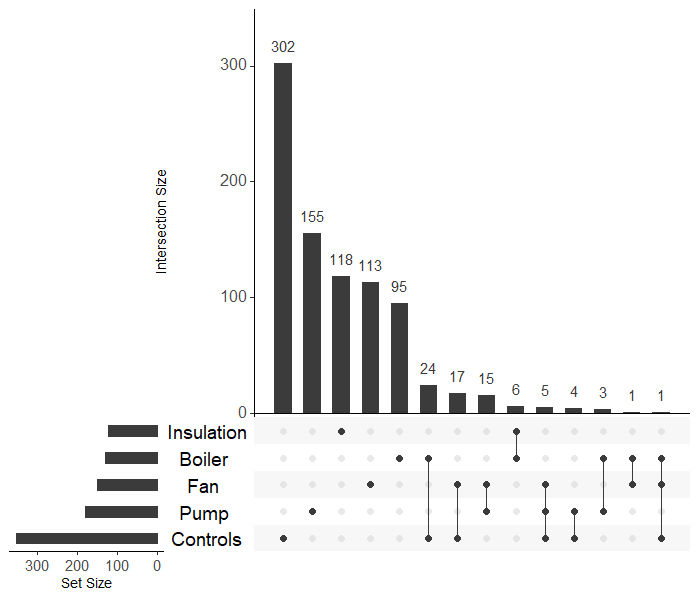 302
300
Intersection Size
200
155
118 113
95
100
24
17
15
6
5
4
3
1
1
0
Insulation
Boiler
Fan
Pump
Controls
300 200 100 0
Set Size